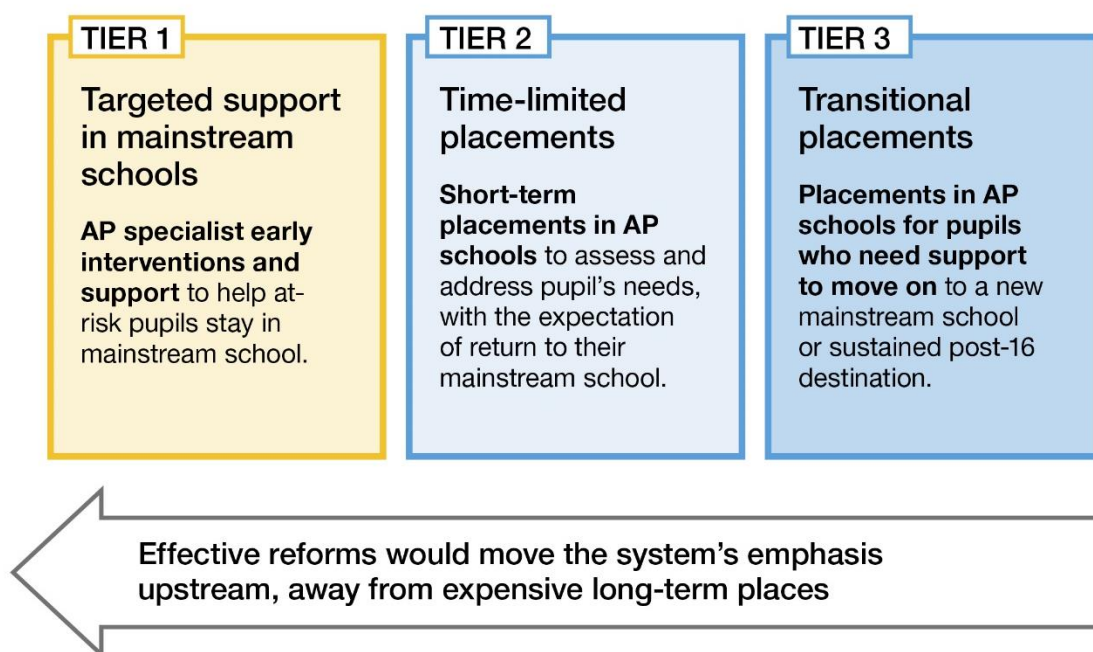 TIER 1
Targeted support
in mainstream
schools
AP specialist early
interventions and
support to help at-
risk pupils stay in
mainstream school.
TIER 2
Time-limited
placements
Short-term
placements in AP
schools to assess and
address pupil’s needs,
with the expectation
of return to their
mainstream school.
TIER 3
Transitional
placements
Placements in AP
schools for pupils
who need support
to move on to a new
mainstream school
or sustained post-16
destination.
Effective reforms would move the system’s emphasis
upstream, away from expensive long-term places